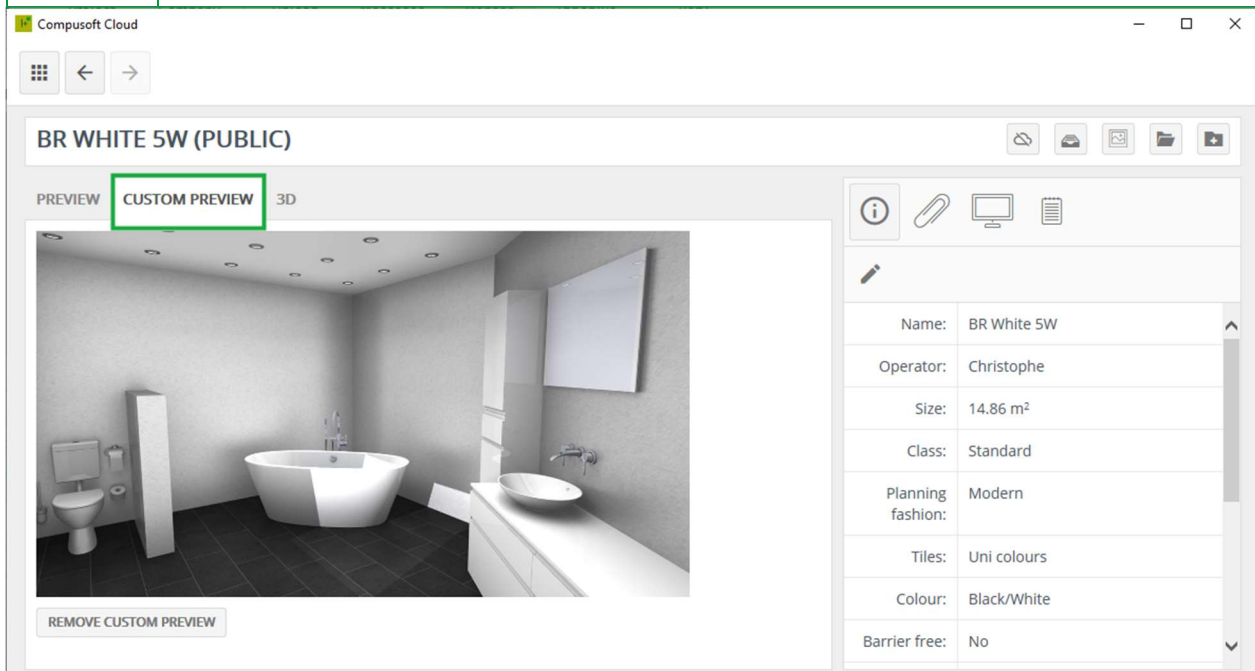 Compusoft Cloud
BR WHITE 5W (PUBLIC)
PREVIEW CUSTOM PREVIEW 3D
REMOVE CUSTOM PREVIEW
Name: BR White 5W
Operator: Christophe
Size: 14.86 m²
Class: Standard
Planning Modern
fashion:
Tiles: Uni colours
Colour: Black/White
Barrier free: No